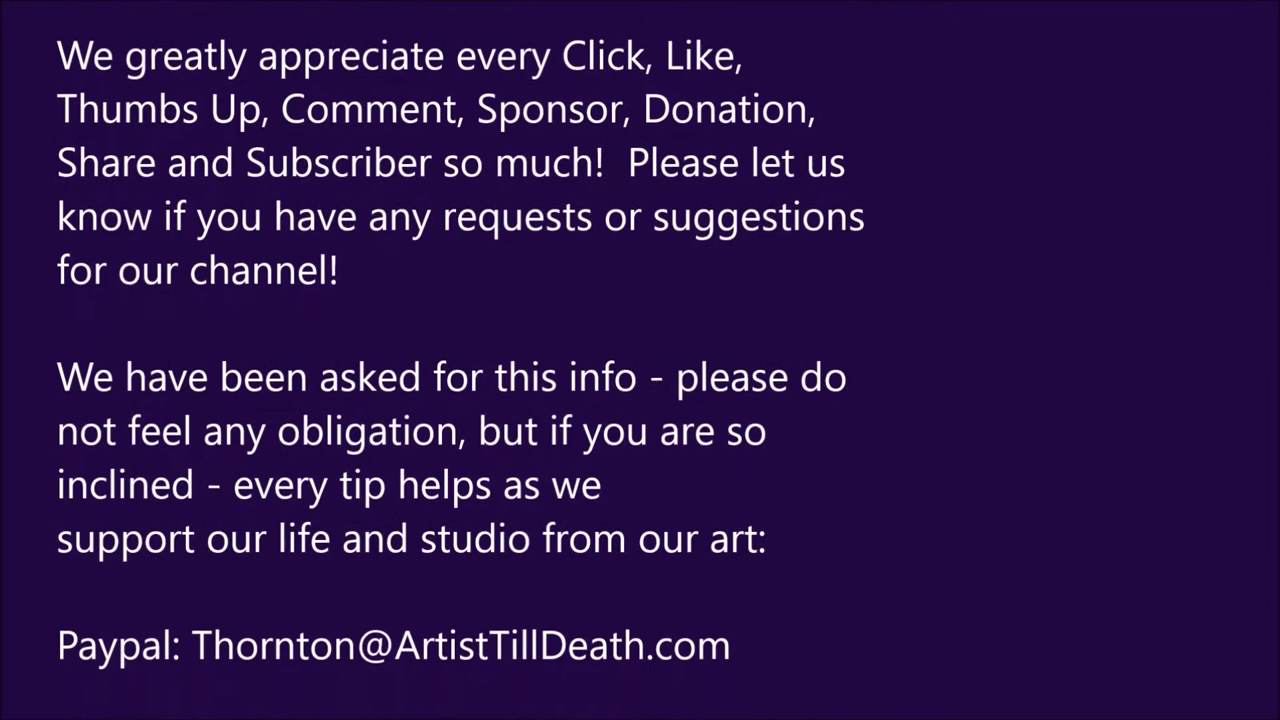 We greatly appreciate every Click, Like,
Thumbs Up, Comment, Sponsor, Donation,
Share and Subscriber so much!  Please let us
know if you have any requests or suggestions
for our channel!
We have been asked for this info - please do
not feel any obligation, but if you are so
inclined - every tip helps as we
support our life and studio from our art:
Paypal: Thornton@ArtistTillDeath.com